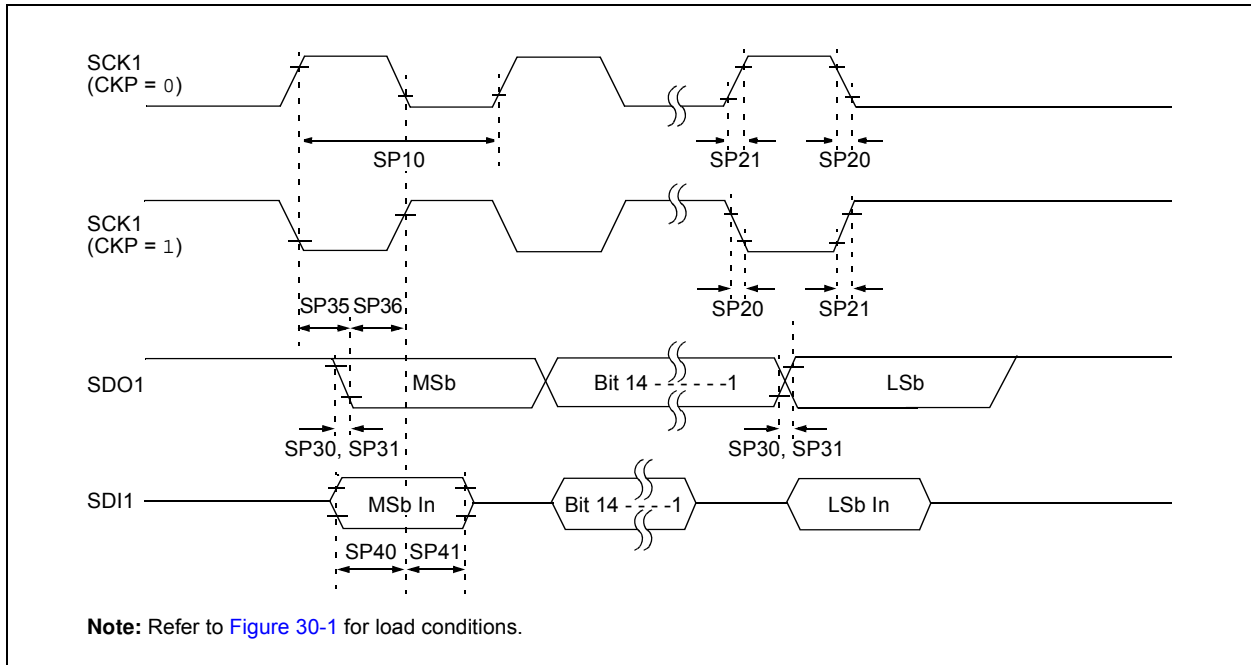 SCK1
(CKP = 0)
SP10
SP21
SP20
SCK1
(CKP = 1)
SP35
SP36
SP20
SP21
SDO1
MSb
Bit 14 - - - - - -1
LSb
SP30, SP31
SP30, SP31
SDI1
MSb In
Bit 14 - - - -1
LSb In
SP40
SP41
Note: Refer to Figure 30-1 for load conditions.